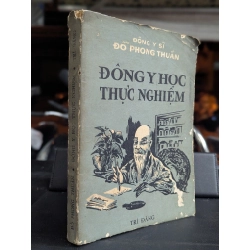 ĐÔNG Y SĨ
ĐỖ PHONG THUẦN
ĐÔNG Y HỌC
THỰC NGHIỆM
TRÍ ĐĂNG